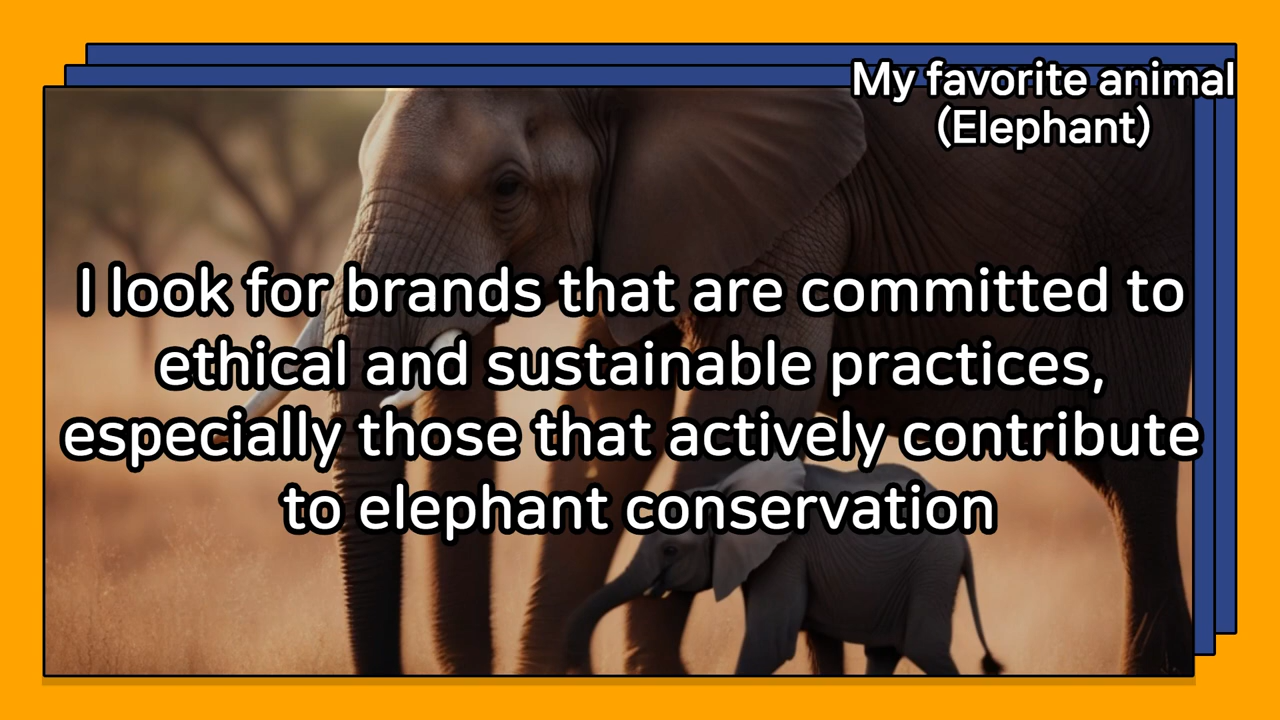 My favorite animal
(Elephant)
I look for brands that are committed to
ethical and sustainable practices,
especially those that actively contribute
to elephant conservation